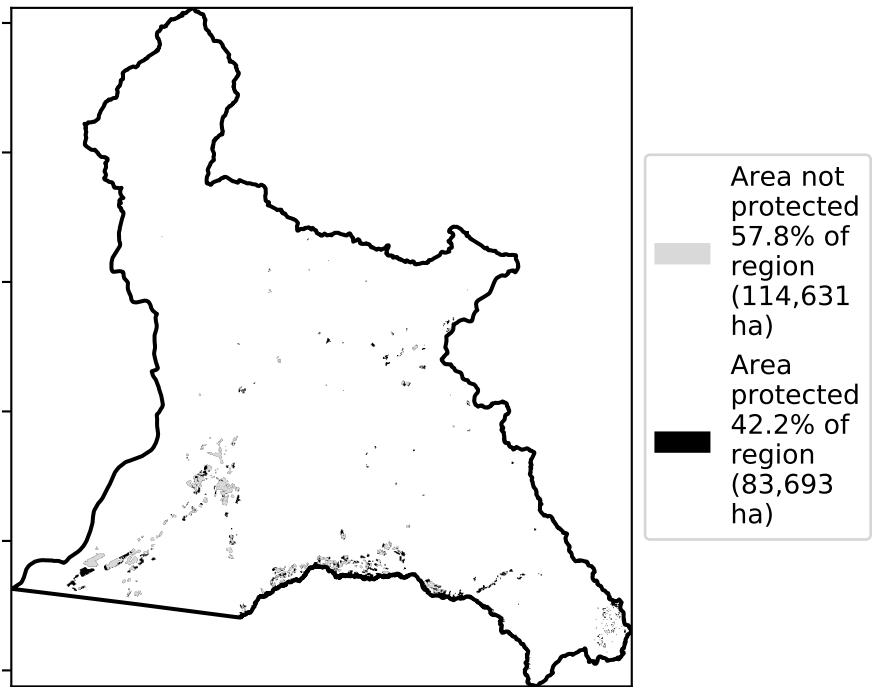 Area not
protected
57.8% of
region
(114,631
ha)
Area
protected
42.2% of
region
(83,693
ha)